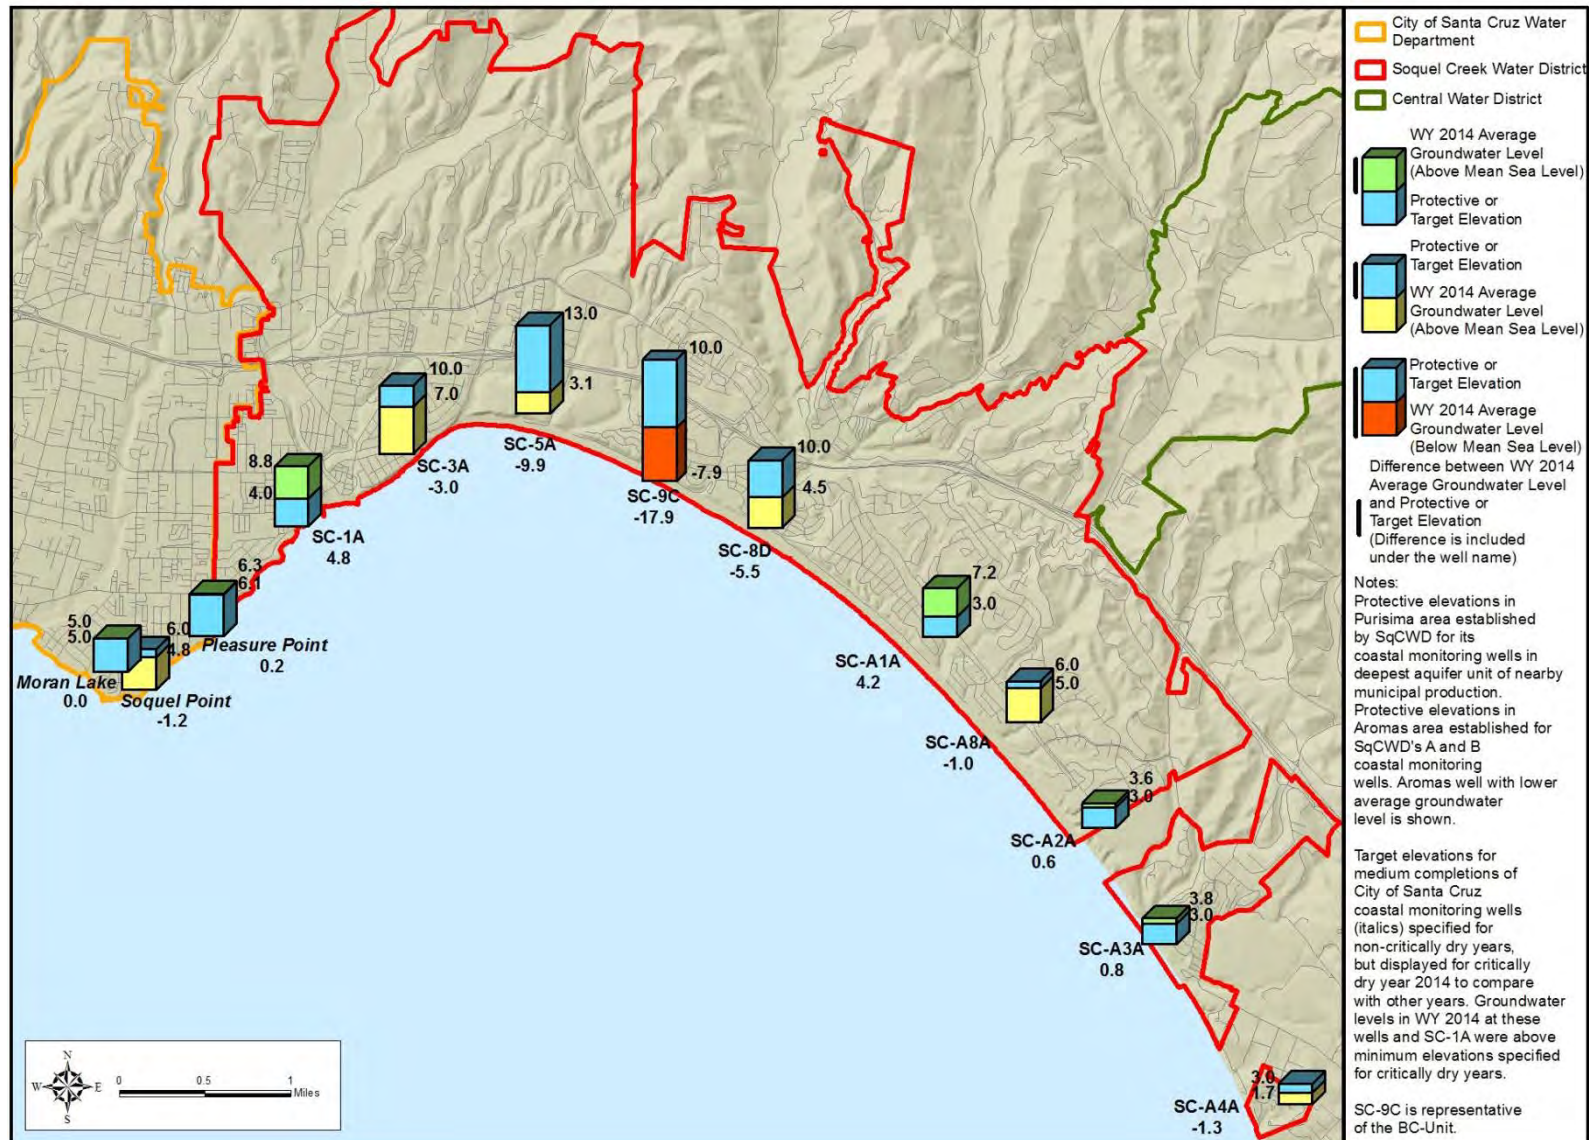 City of Santa Cruz Water
Department
Soquel Creek Water District
Central Water District
WY 2014 Average
Groundwater Level
(Above Mean Sea Level)
Protective or
Target Elevation
Protective or
Target Elevation
WY 2014 Average
Groundwater Level
(Above Mean Sea Level)
Protective or
Target Elevation
WY 2014 Average
Groundwater Level
(Below Mean Sea Level)
Difference between WY 2014
Average Groundwater Level
and Protective or
Target Elevation
(Difference is included
under the well name)
Notes:
Protective elevations in
Purisima area established
by SqCWD for its
coastal monitoring wells in
deepest aquifer unit of nearby
municipal production.
Protective elevations in
Aromas area established for
SqCWD's A and B
coastal monitoring
wells. Aromas well with lower
average groundwater
level is shown.
Target elevations for
medium completions of
City of Santa Cruz
coastal monitoring wells
(italics) specified for
non-critically dry years,
but displayed for critically
dry year 2014 to compare
with other years. Groundwater
levels in WY 2014 at these
wells and SC-1A were above
minimum elevations specified
for critically dry years.
SC-9C is representative
of the BC-Unit.
5.0
5.0
Moran Lake
0.0
6.0
4.8
Soquel Point
-1.2
6.3
6.1
Pleasure Point
0.2
8.8
4.0
SC-1A
4.8
10.0
7.0
SC-3A
-3.0
13.0
3.1
SC-5A
-9.9
10.0
-7.9
SC-9C
-17.9
10.0
4.5
SC-8D
-5.5
7.2
3.0
SC-A1A
4.2
6.0
5.0
SC-A8A
-1.0
3.6
3.0
SC-A2A
0.6
3.8
3.0
SC-A3A
0.8
3.0
1.7
SC-A4A
-1.3
N
W E
S
0 0.5 1
Miles